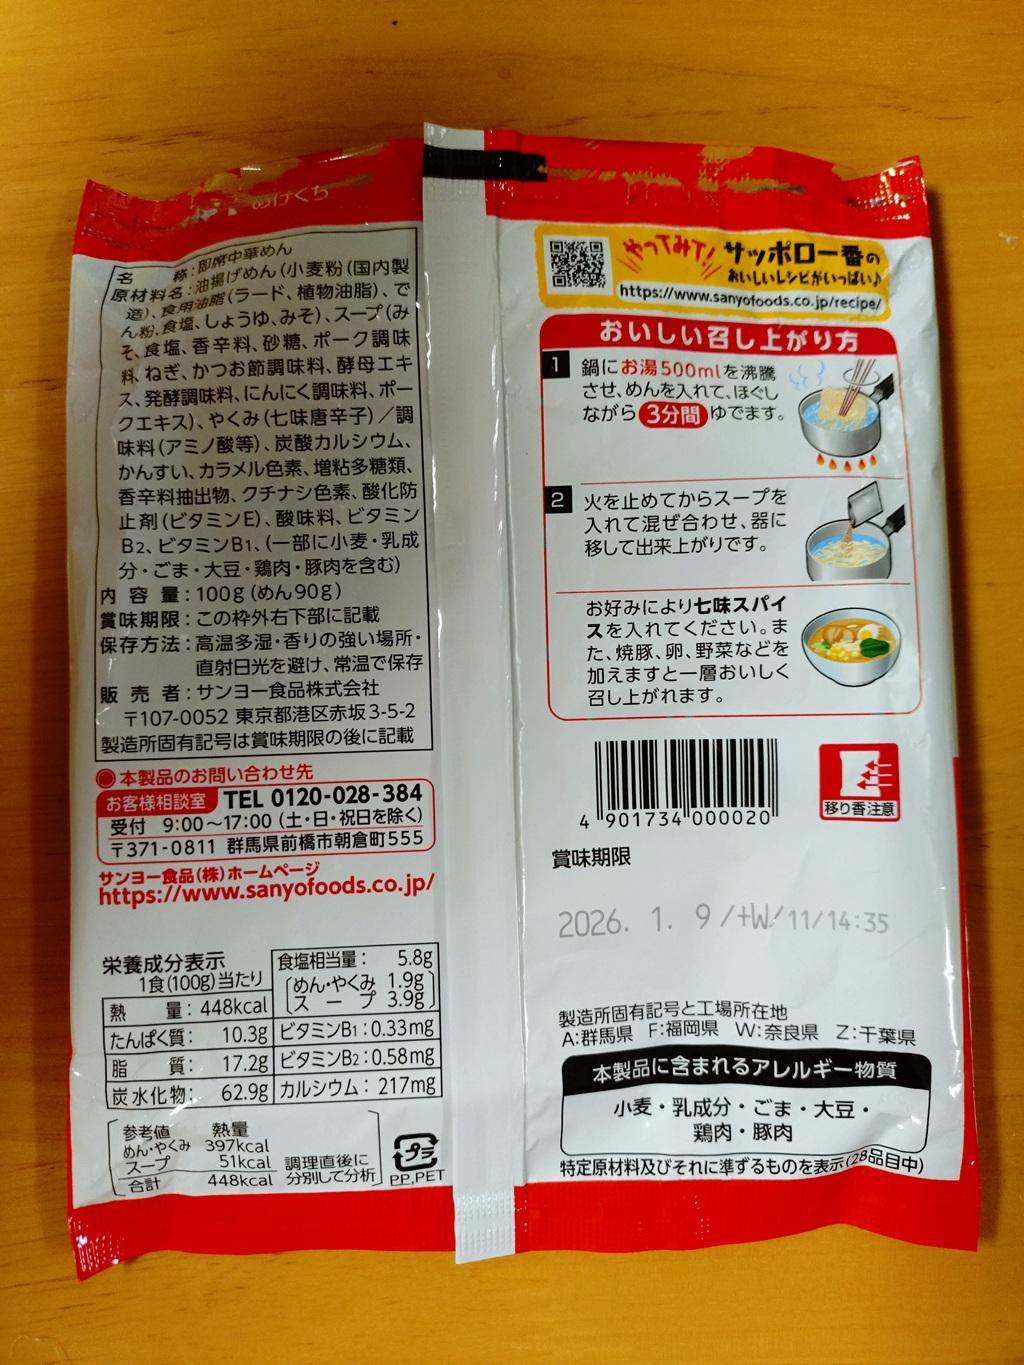 あけくち
名称：即席中華めん
原材料名：油揚げめん（小麦粉（国内製
造）、食用油脂（ラード、植物油脂）、で
ん粉、食塩、しょうゆ、みそ）、スープ（み
そ、食塩、香辛料、砂糖、ポーク調味
料、ねぎ、かつお節調味料、酵母エキ
ス、発酵調味料、にんにく調味料、ポー
クエキス）、やくみ（七味唐辛子）／調
味料（アミノ酸等）、炭酸カルシウム、
かんすい、カラメル色素、増粘多糖類、
香辛料抽出物、クチナシ色素、酸化防
止剤（ビタミンE）、酸味料、ビタミン
B2、ビタミンB1、（一部に小麦・乳成
分・ごま・大豆・鶏肉・豚肉を含む）
内容量：100g（めん90g）
賞味期限：この枠外右下部に記載
保存方法：高温多湿・香りの強い場所・
直射日光を避け、常温で保存
販売者：サンヨー食品株式会社
〒107-0052 東京都港区赤坂3-5-2
製造所固有記号は賞味期限の後に記載
◉本製品のお問い合わせ先
お客様相談室 TEL 0120-028-384
受付 9:00～17:00（土・日・祝日を除く）
〒371-0811 群馬県前橋市朝倉町555
サンヨー食品（株）ホームページ
https://www.sanyofoods.co.jp/
栄養成分表示
1食（100g）当たり
熱量：448kcal
たんぱく質：10.3g
脂質：17.2g
炭水化物：62.9g
食塩相当量：5.8g
めん・やくみ 1.9g
スープ 3.9g
ビタミンB1：0.33mg
ビタミンB2：0.58mg
カルシウム：217mg
参考値 熱量
めん・やくみ 397kcal
スープ 51kcal
合計 448kcal
調理直後に
分別して分析
プラ
PP,PET
やってみて！サッポロ一番の
おいしいレシピがいっぱい♪
https://www.sanyofoods.co.jp/recipe/
おいしい召し上がり方
1 鍋にお湯500mlを沸騰
させ、めんを入れて、ほぐし
ながら3分間ゆでます。
2 火を止めてからスープを
入れて混ぜ合わせ、器に
移して出来上がりです。
お好みにより七味スパイ
スを入れてください。ま
た、焼豚、卵、野菜などを
加えますと一層おいしく
召し上がれます。
4 901734 000020
移り香注意
賞味期限
2026. 1. 9/+W/11/14:35
製造所固有記号と工場所在地
A:群馬県 F:福岡県 W:奈良県 Z:千葉県
本製品に含まれるアレルギー物質
小麦・乳成分・ごま・大豆・
鶏肉・豚肉
特定原材料及びそれに準ずるものを表示（28品目中）